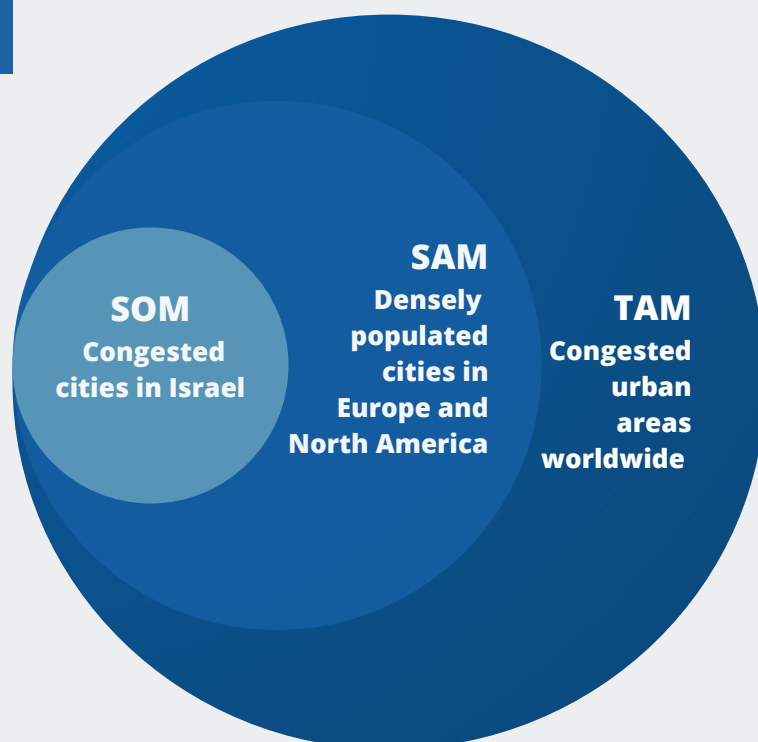 SOM
Congested
cities in Israel
SAM
Densely
populated
cities in
Europe and
North America
TAM
Congested
urban
areas
worldwide